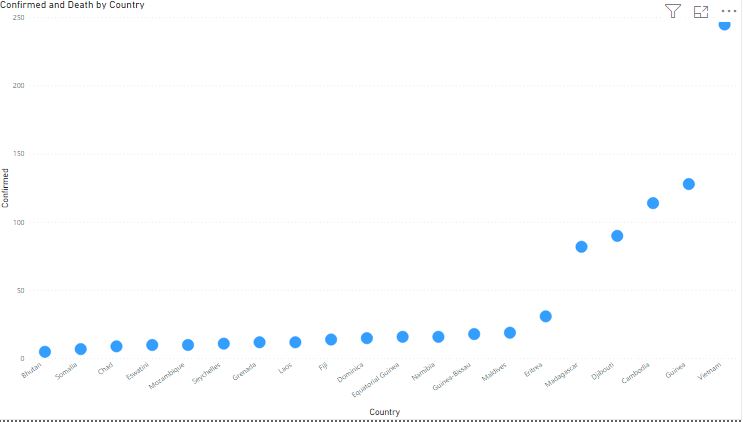 Confirmed and Death by Country
250
200
150
100
50
0
Confirmed
Bhutan
Somalia
Chad
Eswatini
Mozambique
Seychelles
Grenada
Laos
Fiji
Dominica
Equatorial Guinea
Namibia
Guinea-Bissau
Maldives
Eritrea
Madagascar
Djibouti
Cambodia
Guinea
Vietnam
Country